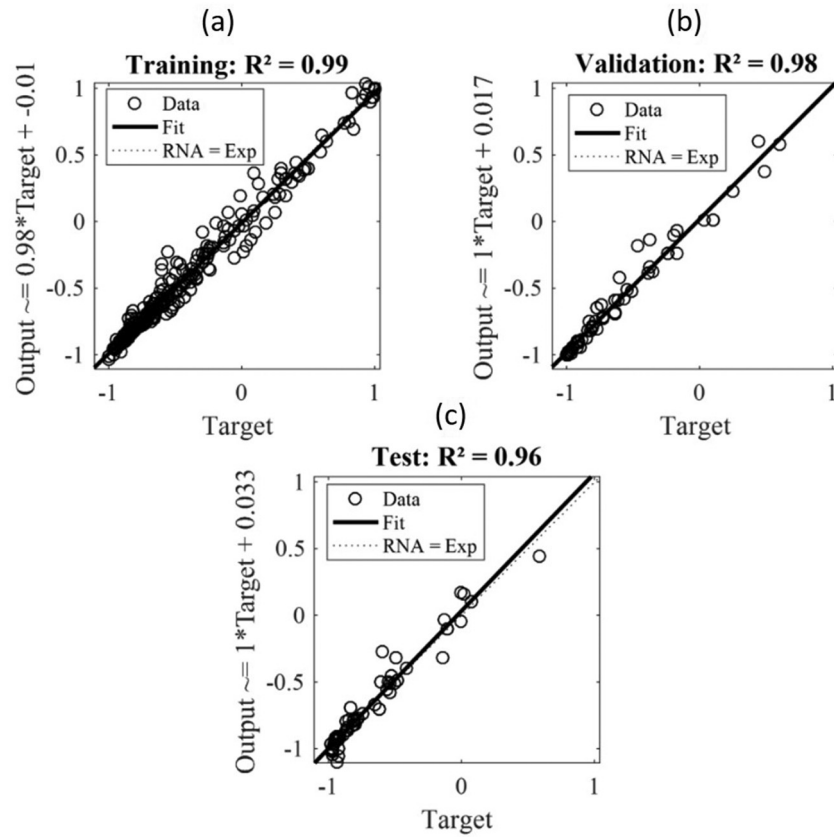 (a)
Training: R² = 0.99
Data
Fit
RNA = Exp
Output ~= 0.98*Target + -0.01
1
0.5
0
-0.5
-1
-1 0 1
Target
(b)
Validation: R² = 0.98
Data
Fit
RNA = Exp
Output ~= 1*Target + 0.017
1
0.5
0
-0.5
-1
-1 0 1
Target
(c)
Test: R² = 0.96
Data
Fit
RNA = Exp
Output ~= 1*Target + 0.033
1
0.5
0
-0.5
-1
-1 0 1
Target